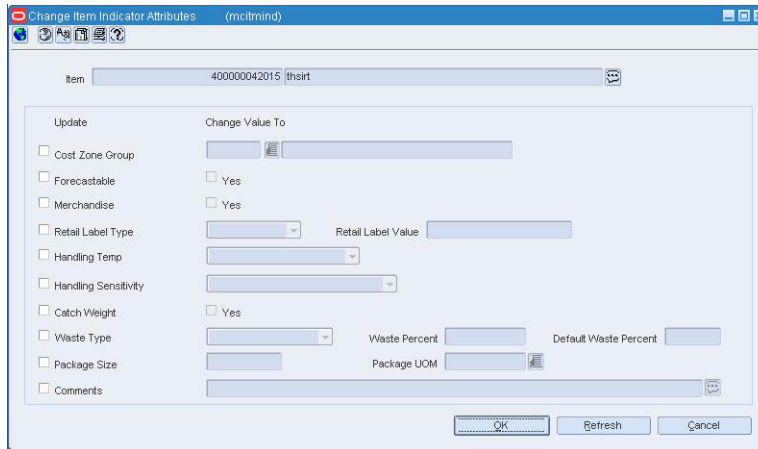 Change Item Indicator Attributes (mcitmind)
Item 400000042015 thsirt
Update Change Value To
Cost Zone Group
Forecastable Yes
Merchandise Yes
Retail Label Type Retail Label Value
Handling Temp
Handling Sensitivity
Catch Weight Yes
Waste Type Waste Percent Default Waste Percent
Package Size Package UOM
Comments
OK Refresh Cancel